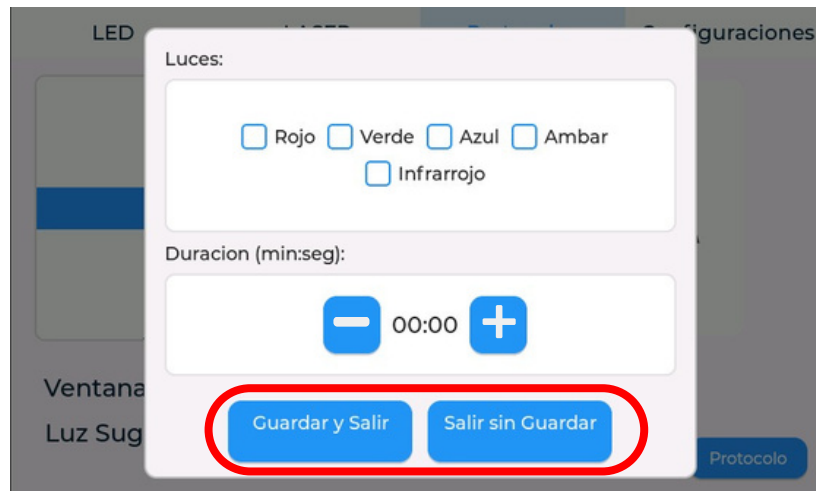 LED
Luces:
Rojo Verde Azul Ambar
Infrarrojo
Duracion (min:seg):
00:00
Ventana
Luz Sug
Guardar y Salir Salir sin Guardar
Protocolo